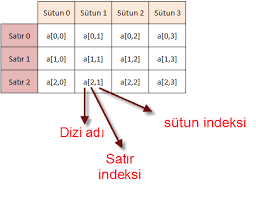 Sütun 0 Sütun 1 Sütun 2 Sütun 3
Satır 0 a[0,0] a[0,1] a[0,2] a[0,3]
Satır 1 a[1,0] a[1,1] a[1,2] a[1,3]
Satır 2 a[2,0] a[2,1] a[2,2] a[2,3]
Dizi adı
Satır
indeksi
sütun indeksi